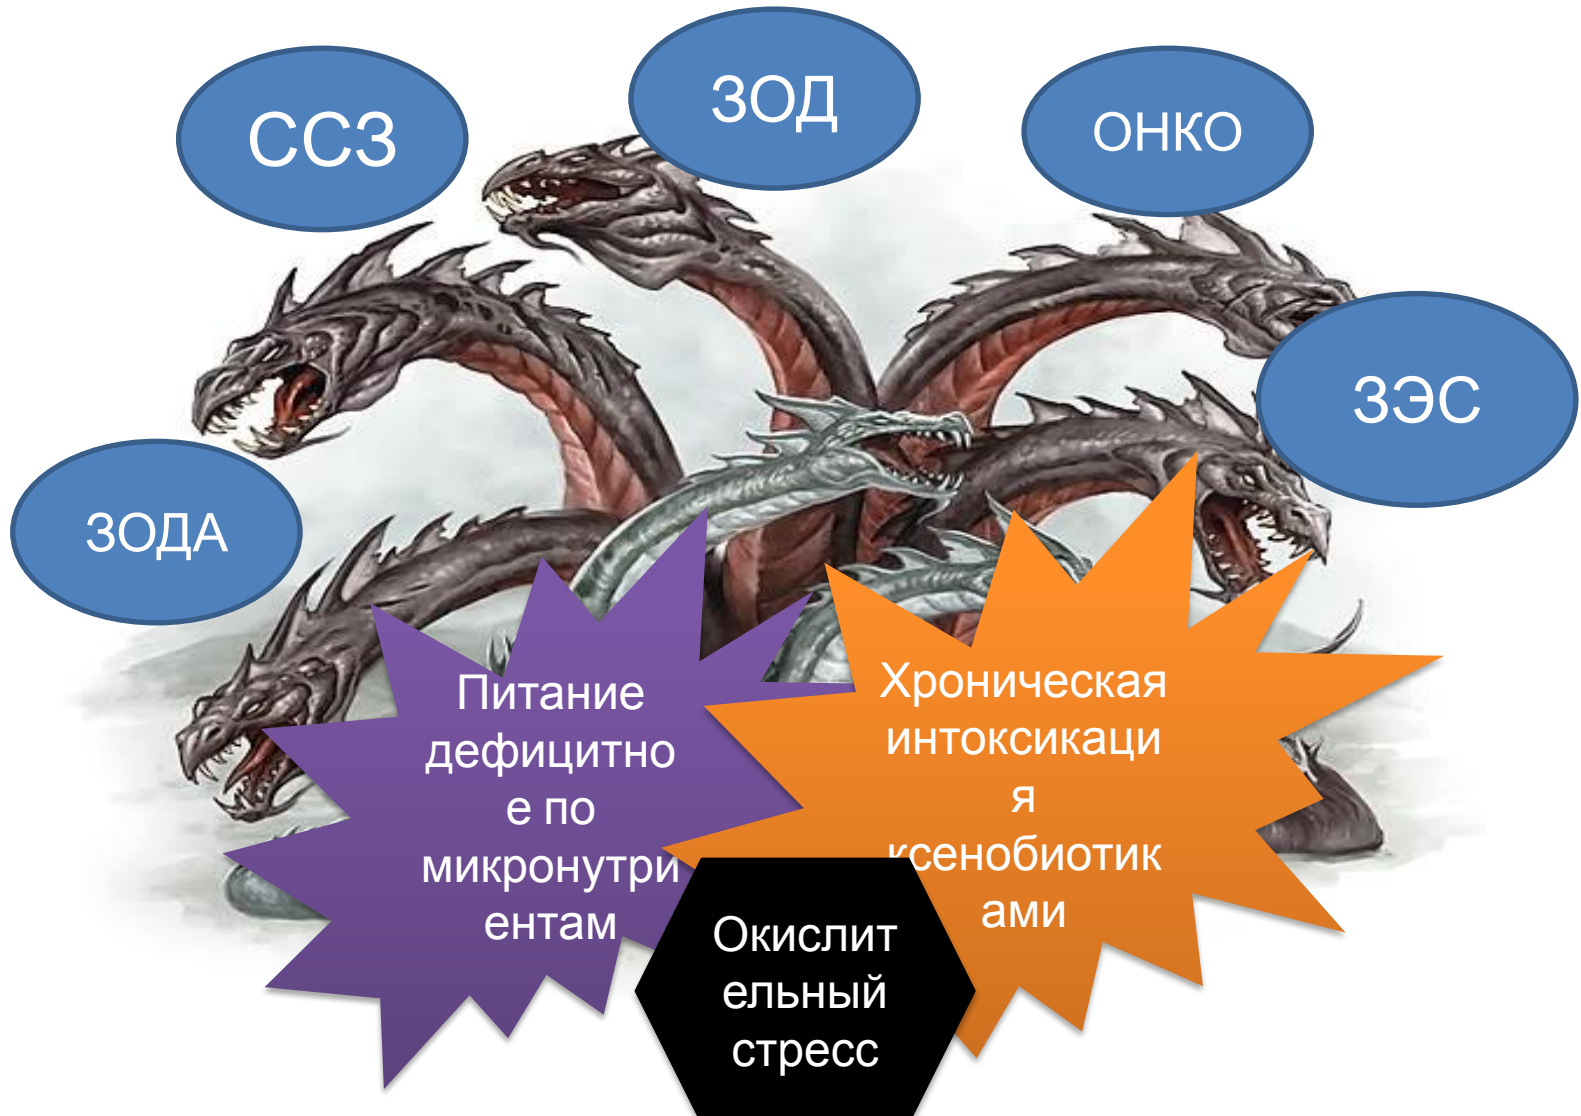 ССЗ
ЗОД
ОНКО
ЗЭС
ЗОДА
Питание
дефицитно
е по
микронутри
ентам
Хроническая
интоксикаци
я
ксенобиотик
ами
Окислит
ельный
стресс